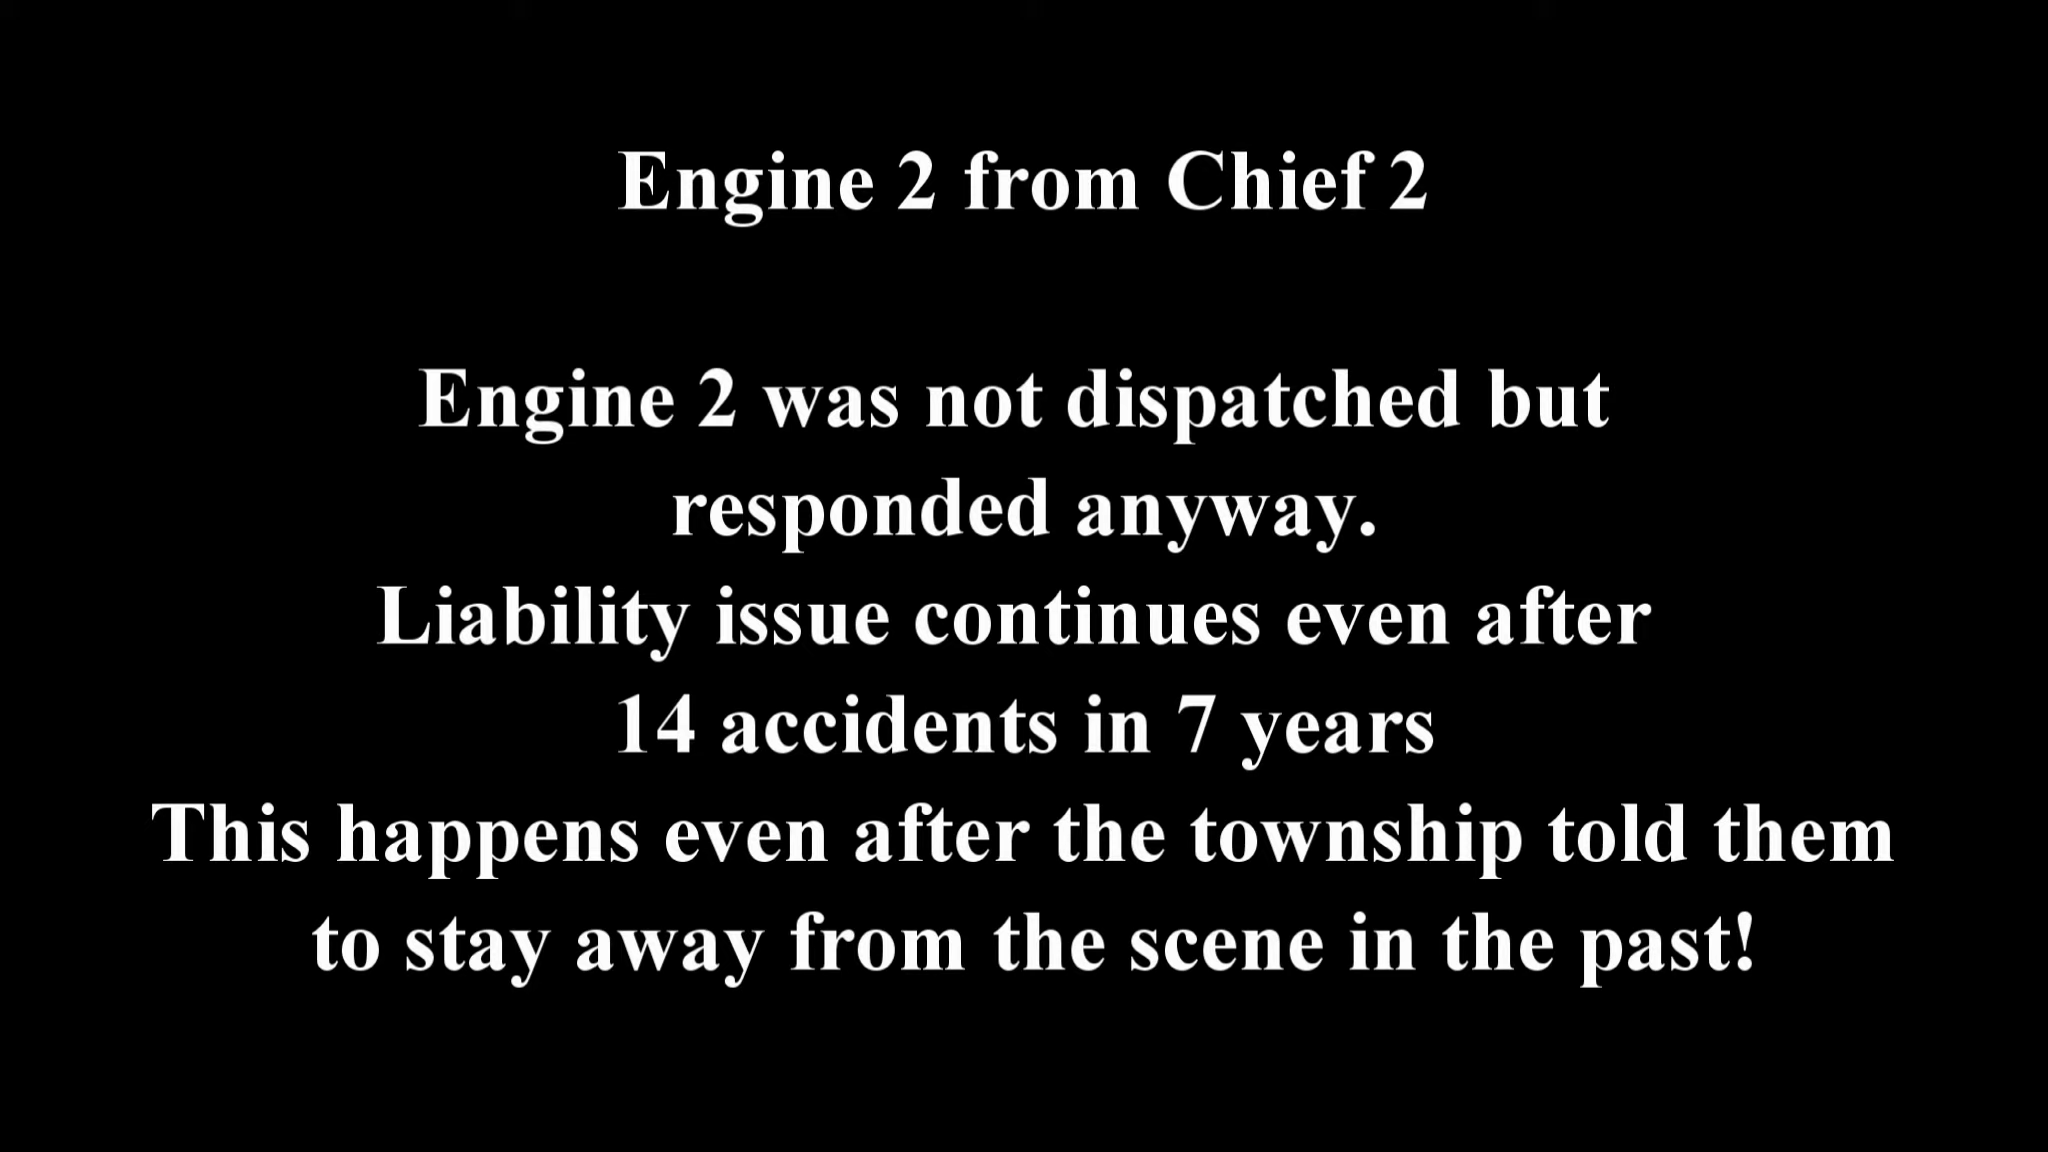 Engine 2 from Chief 2
Engine 2 was not dispatched but
responded anyway.
Liability issue continues even after
14 accidents in 7 years
This happens even after the township told them
to stay away from the scene in the past!